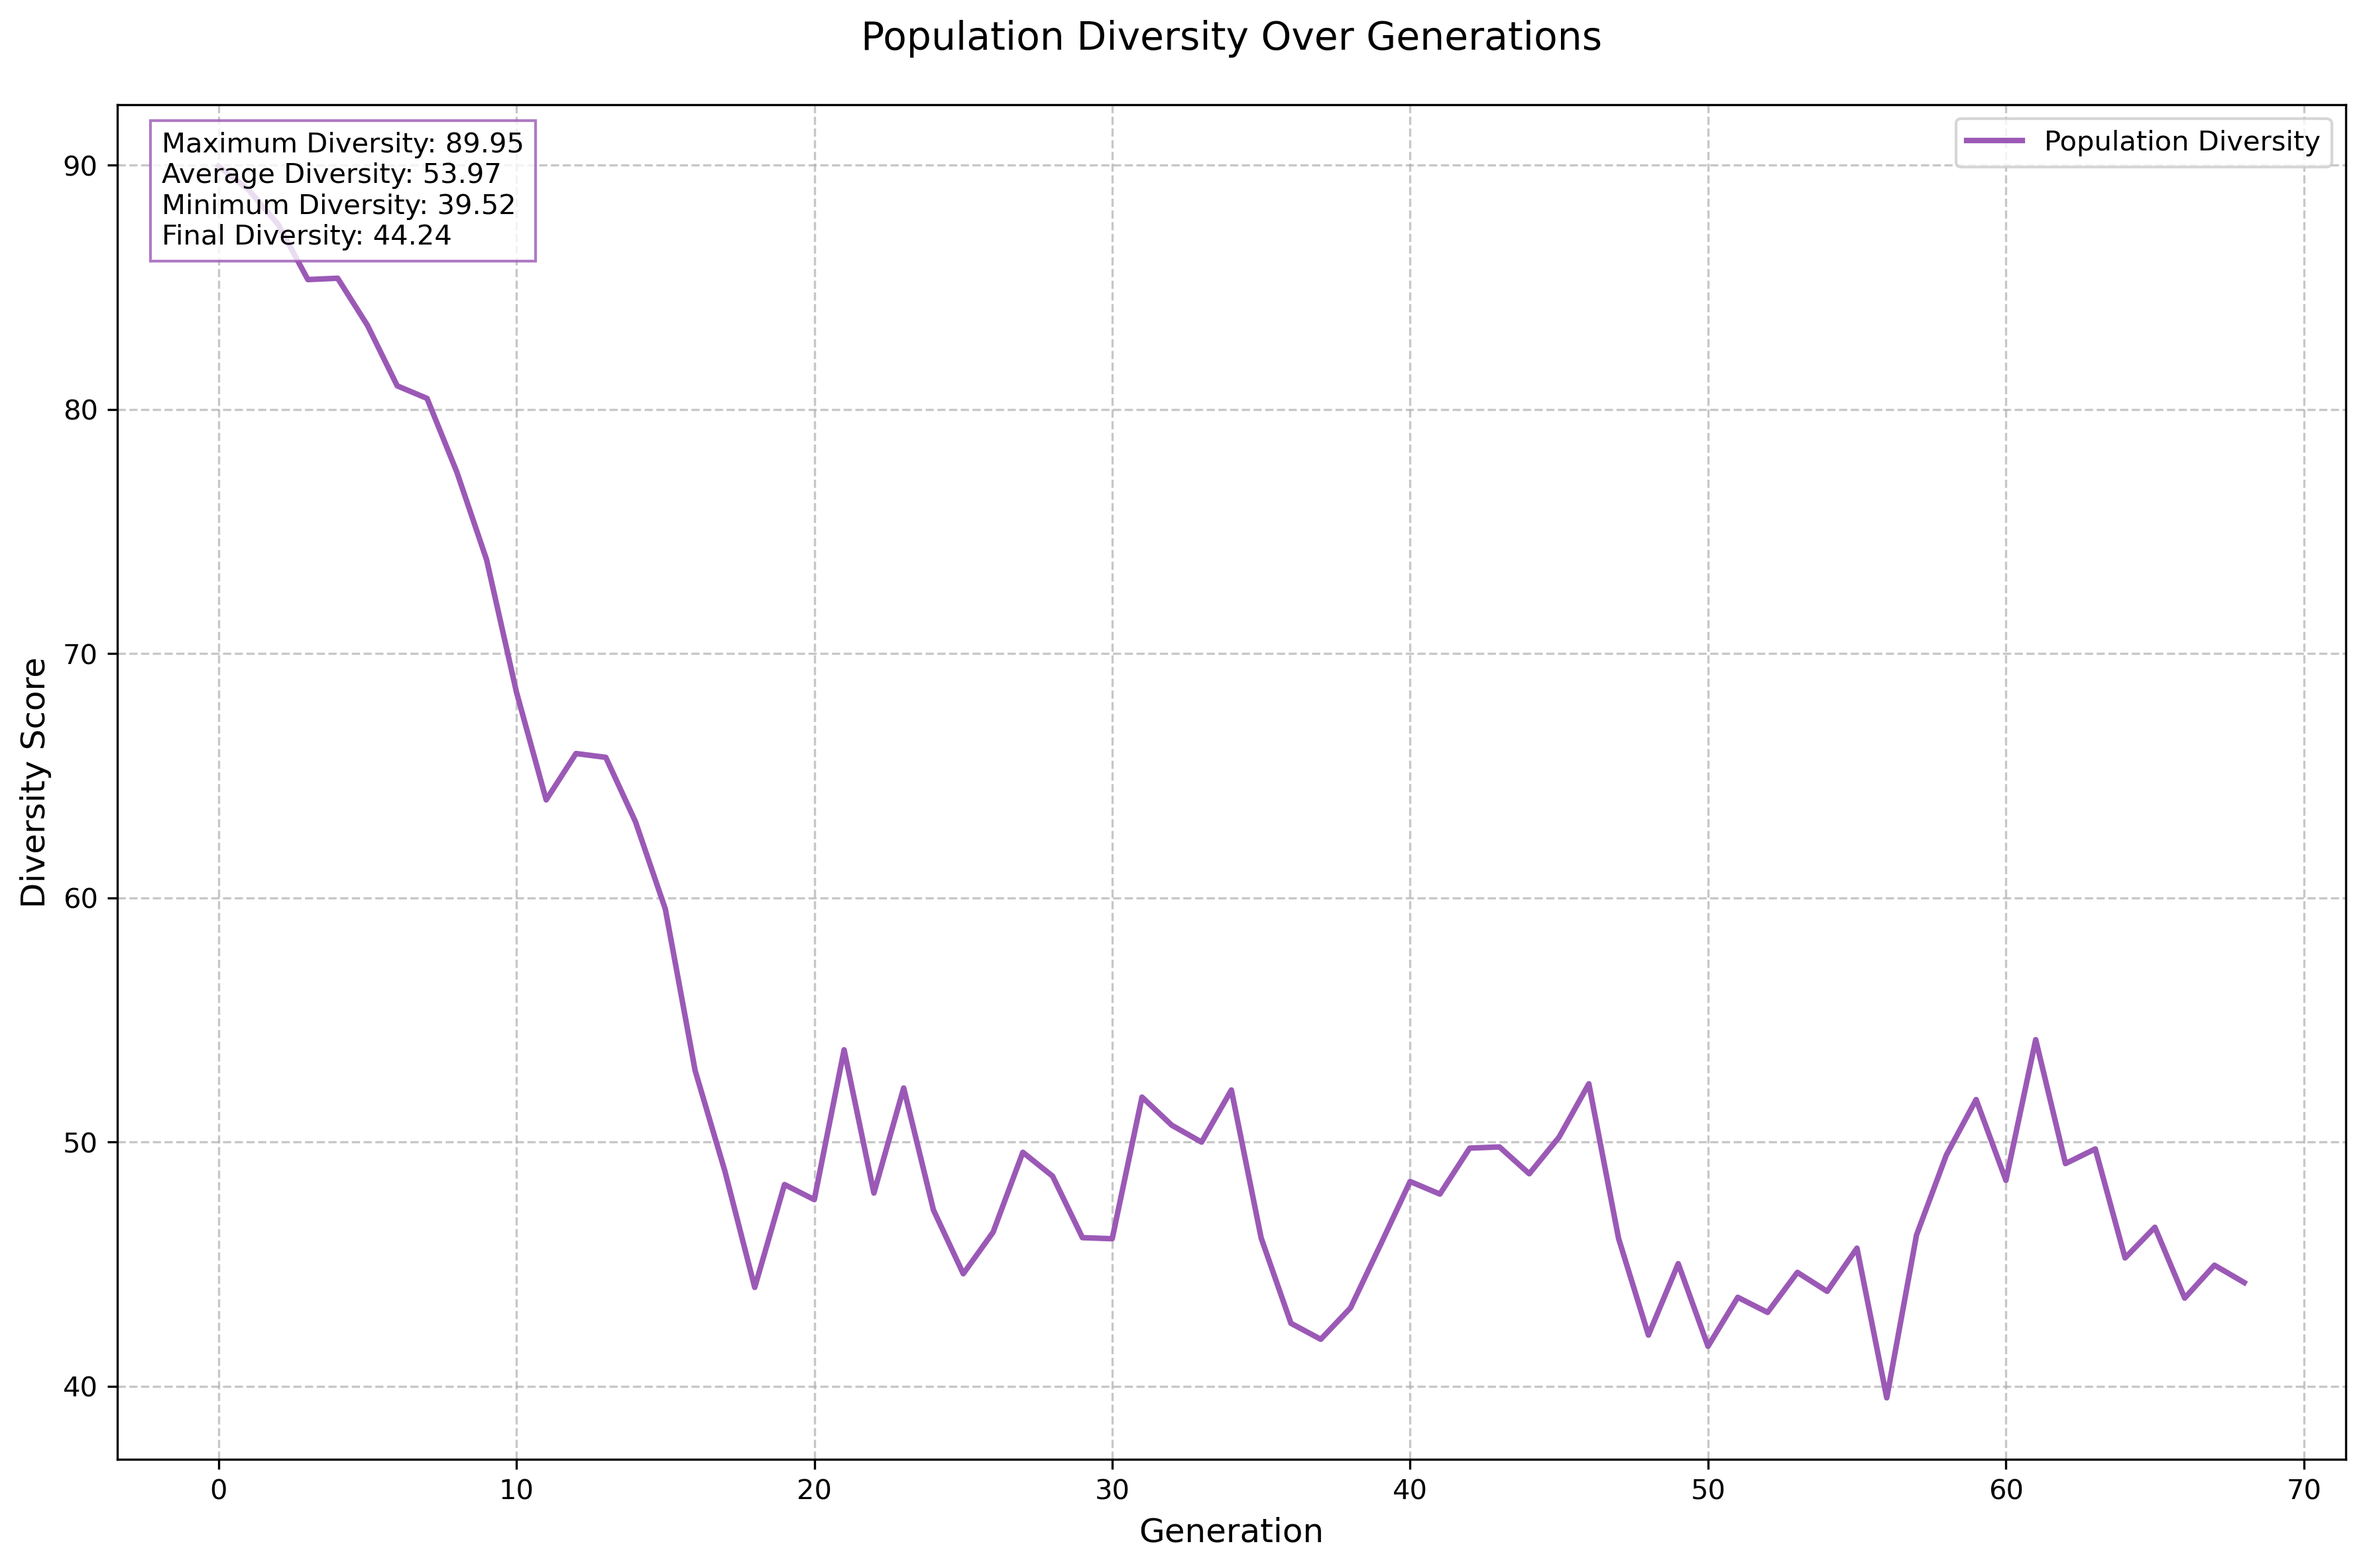 Population Diversity Over Generations
Maximum Diversity: 89.95
Average Diversity: 53.97
Minimum Diversity: 39.52
Final Diversity: 44.24
Population Diversity
Diversity Score
90
80
70
60
50
40
0 10 20 30 40 50 60 70
Generation